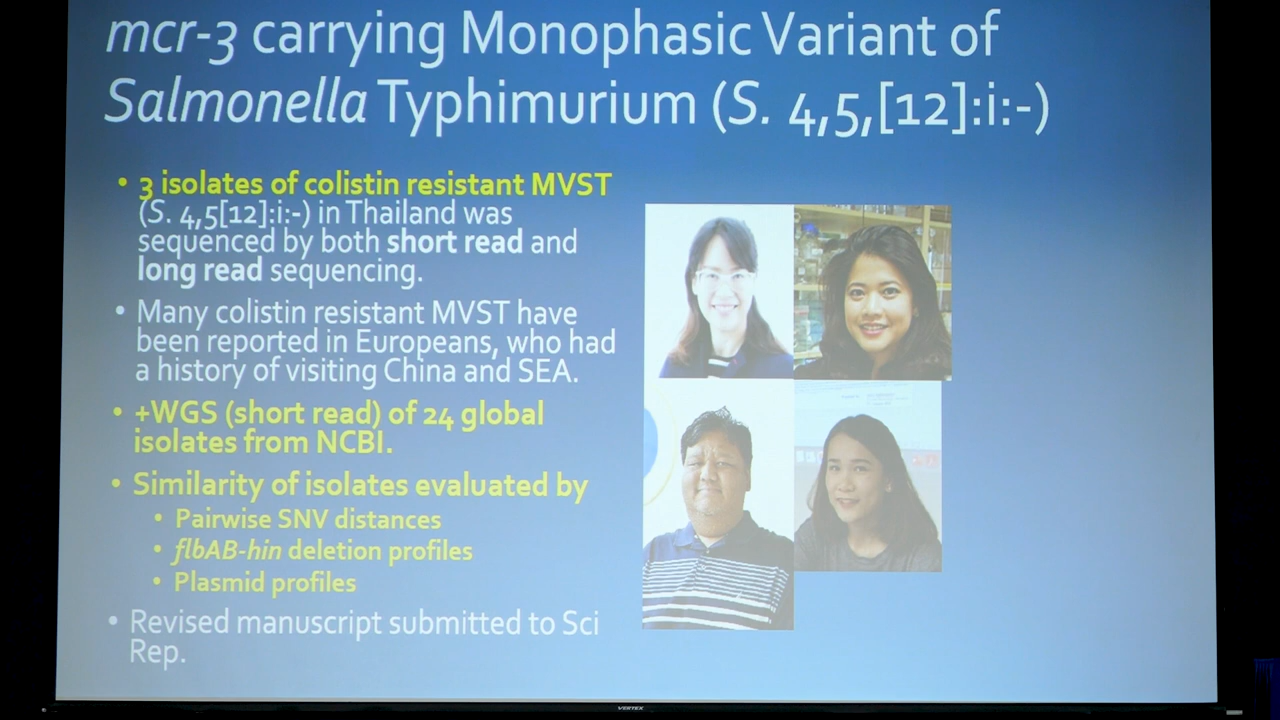 mcr-3 carrying Monophasic Variant of
Salmonella Typhimurium (S. 4,5,[12]:i:-)
• 3 isolates of colistin resistant MVST
(S. 4,5[12]:i:-) in Thailand was
sequenced by both short read and
long read sequencing.
• Many colistin resistant MVST have
been reported in Europeans, who had
a history of visiting China and SEA.
• +WGS (short read) of 24 global
isolates from NCBI.
• Similarity of isolates evaluated by
• Pairwise SNV distances
• flbAB-hin deletion profiles
• Plasmid profiles
• Revised manuscript submitted to Sci
Rep.
VERTEX